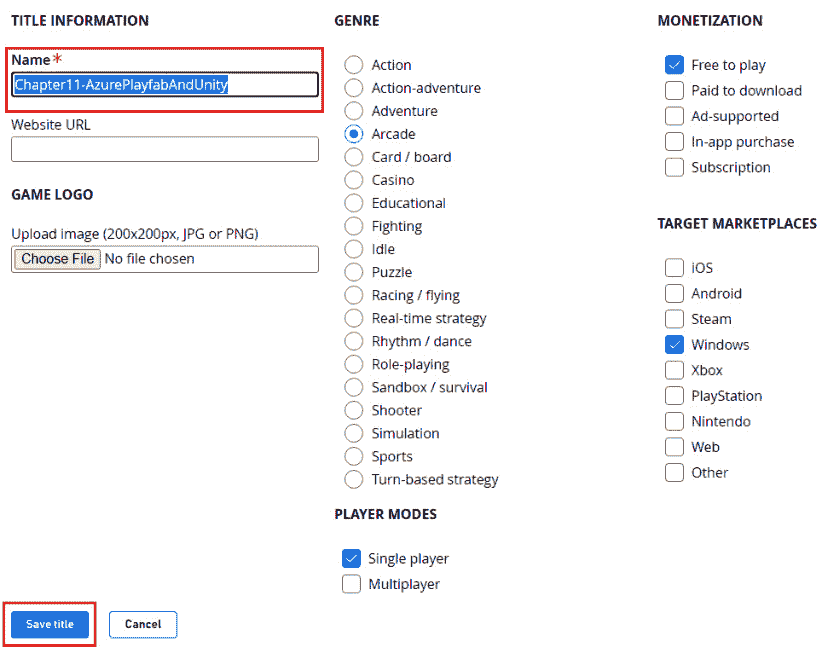 TITLE INFORMATION
Name*
Chapter11-AzurePlayfabAndUnity
Website URL
GAME LOGO
Upload image (200x200px, JPG or PNG)
Choose File No file chosen
GENRE
Action
Action-adventure
Adventure
Arcade
Card / board
Casino
Educational
Fighting
Idle
Puzzle
Racing / flying
Real-time strategy
Rhythm / dance
Role-playing
Sandbox / survival
Shooter
Simulation
Sports
Turn-based strategy
PLAYER MODES
Single player
Multiplayer
MONETIZATION
Free to play
Paid to download
Ad-supported
In-app purchase
Subscription
TARGET MARKETPLACES
iOS
Android
Steam
Windows
Xbox
PlayStation
Nintendo
Web
Other
Save title
Cancel